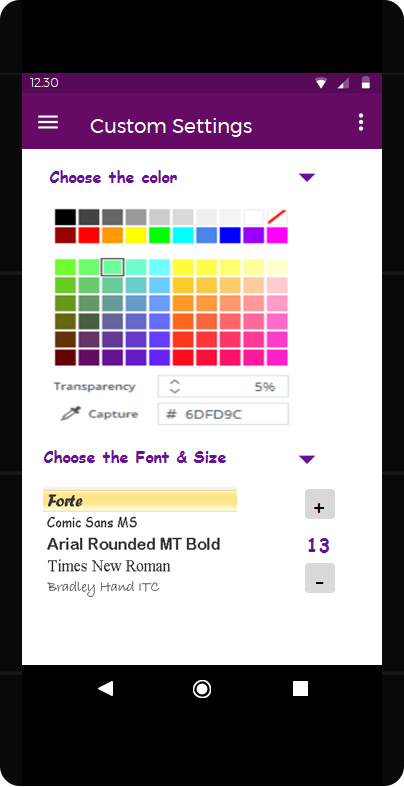 12.30
Custom Settings
Choose the color
Transparency 5%
Capture # 6DFD9C
Choose the Font & Size
Forte
+
Comic Sans MS
Arial Rounded MT Bold
13
Times New Roman
Bradley Hand ITC
-